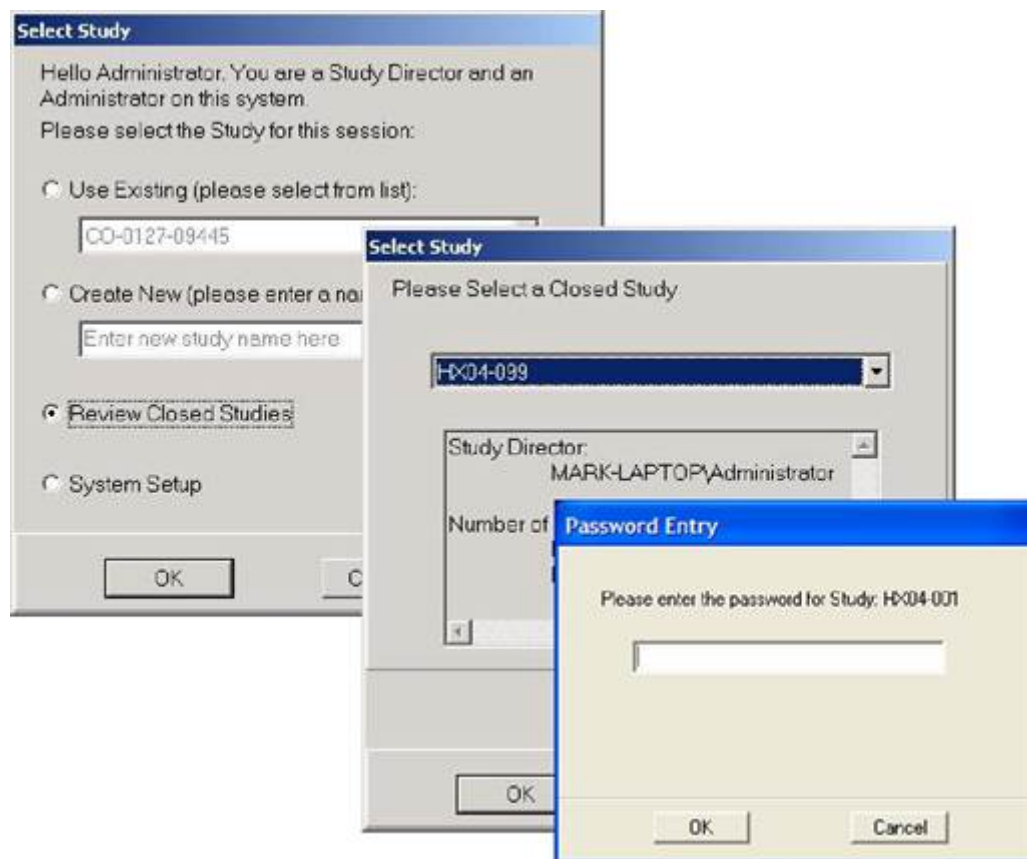 Select Study
Hello Administrator. You are a Study Director and an
Administrator on this system.
Please select the Study for this session:
Use Existing (please select from list):
CO-0127-09445
Create New (please enter a
Enter new study name here
Review Closed Studies
System Setup
OK
Select Study
Please Select a Closed Study
HX04-099
Study Director:
MARK-LAPTOP\Administrator
Number of
OK
Password Entry
Please enter the password for Study: HX04-001
OK
Cancel